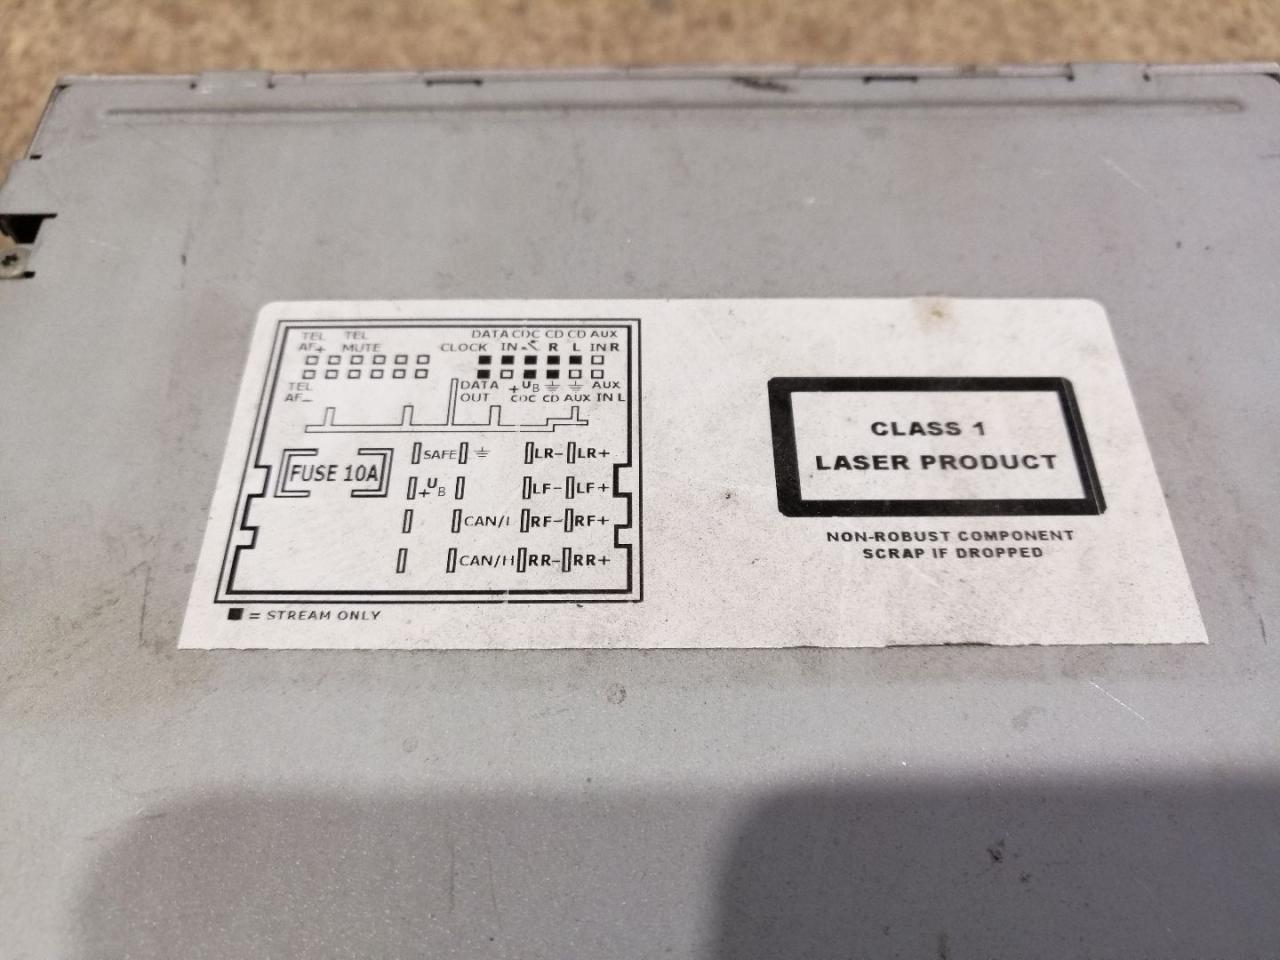 TEL TEL DATA CDC CD CD AUX
AF+ MUTE CLOCK IN R L IN R
TEL DATA +UB AUX
AF- OUT CDC CD AUX IN L
FUSE 10A
SAFE LR- LR+
+UB LF- LF+
CAN/L RF- RF+
CAN/H RR- RR+
= STREAM ONLY
CLASS 1
LASER PRODUCT
NON-ROBUST COMPONENT
SCRAP IF DROPPED